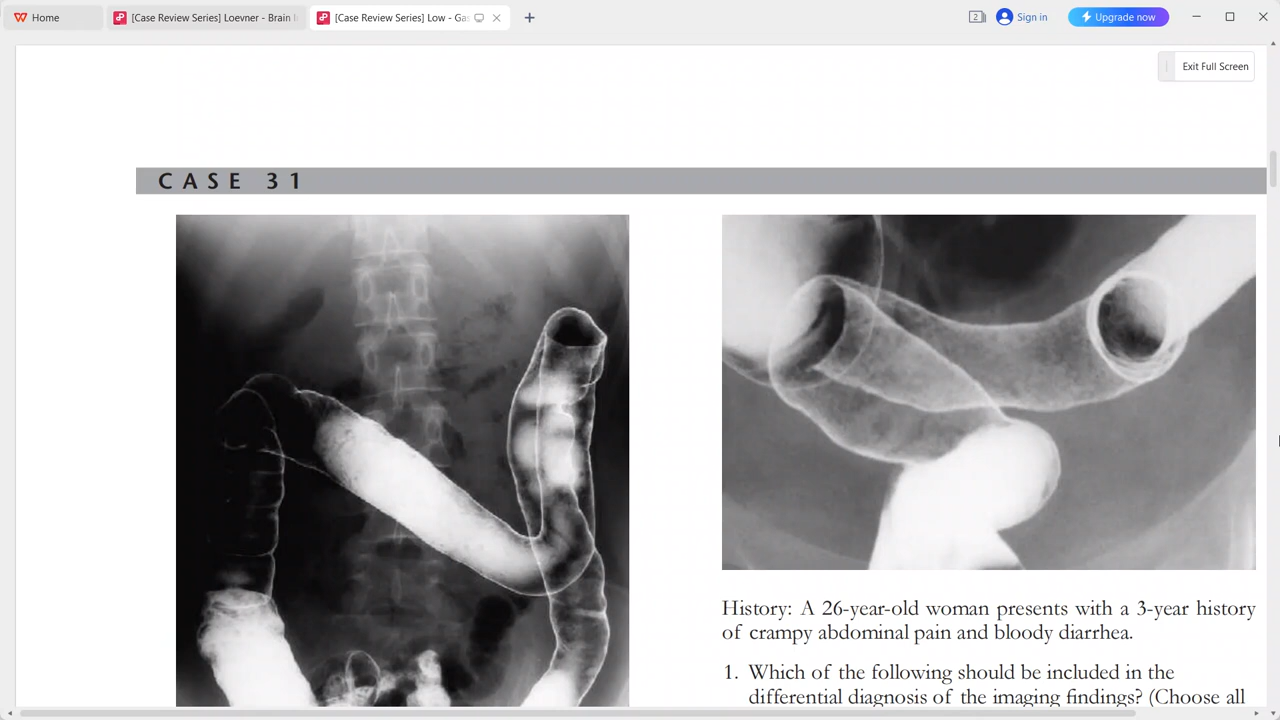 Home
[Case Review Series] Loevner - Brain I
[Case Review Series] Low - Gas
2
Sign in
Upgrade now
Exit Full Screen
CASE 31
History: A 26-year-old woman presents with a 3-year history
of crampy abdominal pain and bloody diarrhea.
1. Which of the following should be included in the
differential diagnosis of the imaging findings? (Choose all